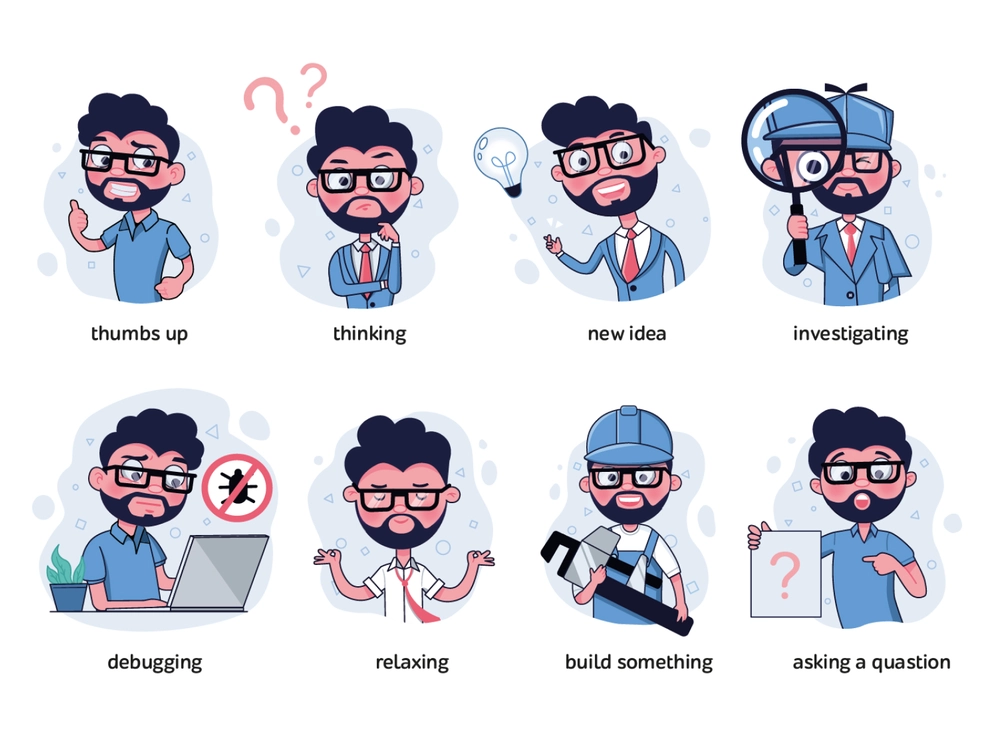 ? ?
thumbs up
thinking
new idea
investigating
debugging
relaxing
build something
?
asking a quastion